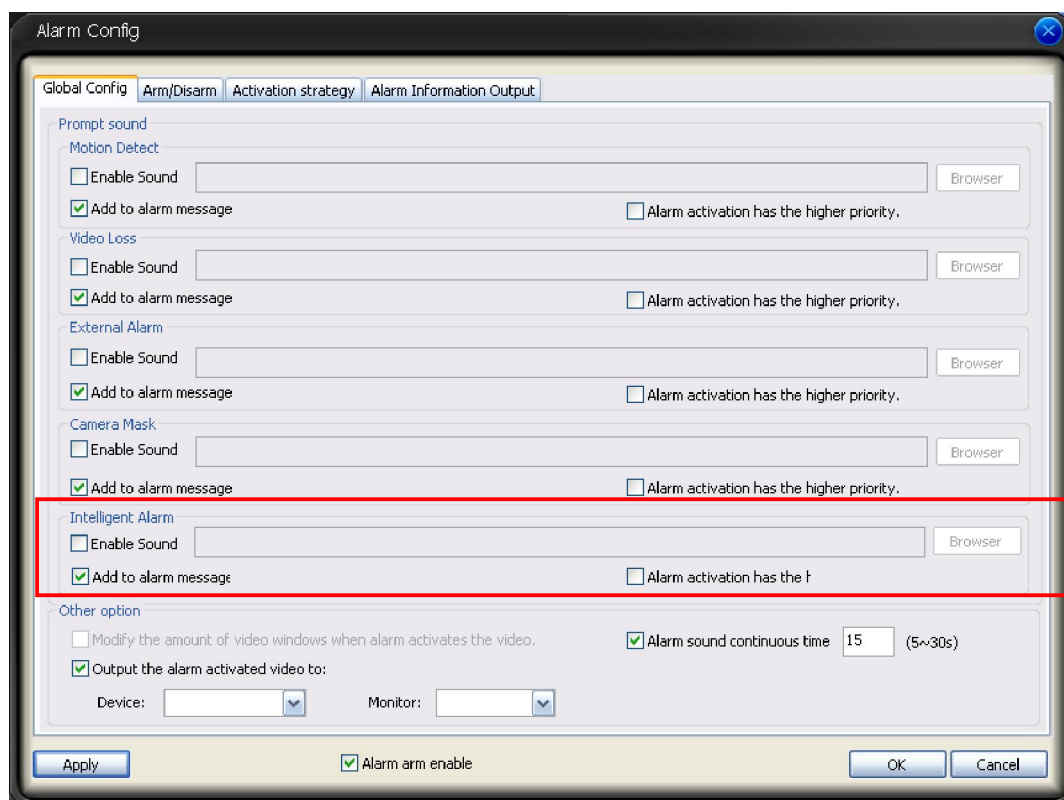 Alarm Config
Global Config Arm/Disarm Activation strategy Alarm Information Output
Prompt sound
Motion Detect
Enable Sound Browser
Add to alarm message Alarm activation has the higher priority.
Video Loss
Enable Sound Browser
Add to alarm message Alarm activation has the higher priority.
External Alarm
Enable Sound Browser
Add to alarm message Alarm activation has the higher priority.
Camera Mask
Enable Sound Browser
Add to alarm message Alarm activation has the higher priority.
Intelligent Alarm
Enable Sound Browser
Add to alarm message Alarm activation has the h
Other option
Modify the amount of video windows when alarm activates the video. Alarm sound continuous time 15 (5~30s)
Output the alarm activated video to:
Device: Monitor:
Apply Alarm arm enable OK Cancel